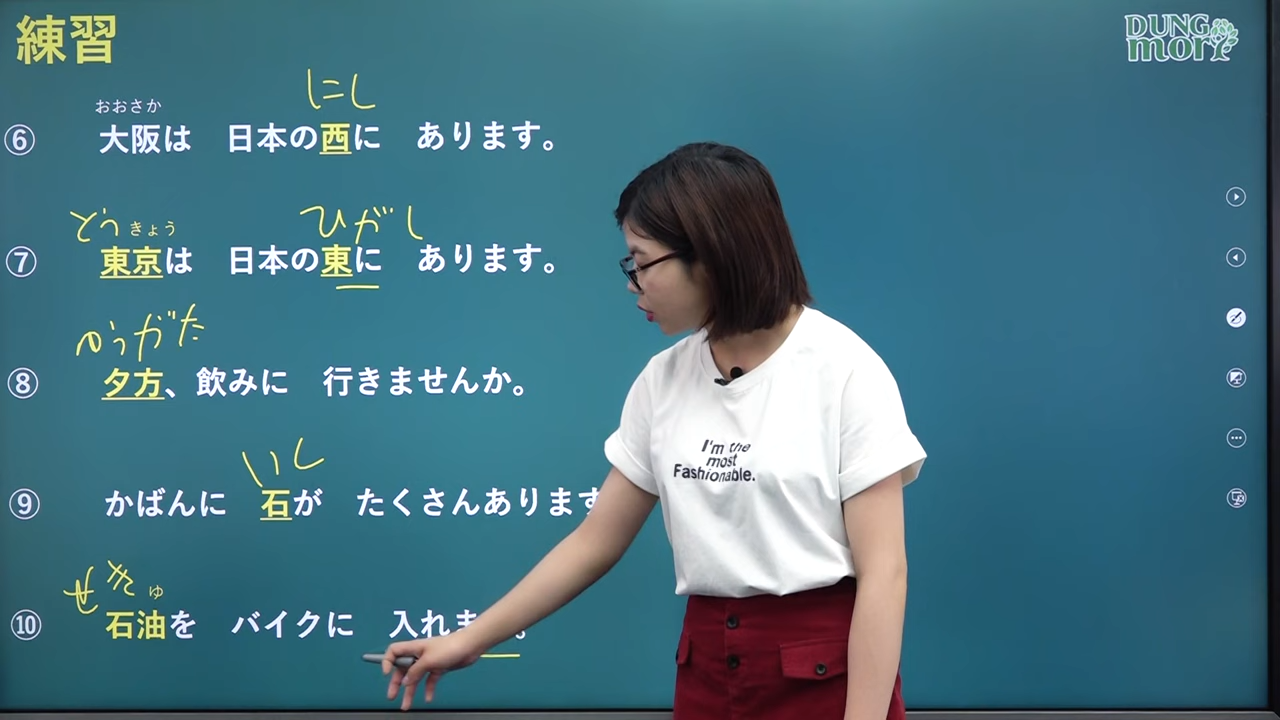 練習
DUNG
mori
にし
おおさか
⑥ 大阪は 日本の西に あります。
とう きょう ひがし
⑦ 東京は 日本の東に あります。
ゆうがた
⑧ 夕方、飲みに 行きませんか。
いし
⑨ かばんに 石が たくさんあります
せき ゆ
⑩ 石油を バイクに 入れま。
I'm the
most
Fashionable.